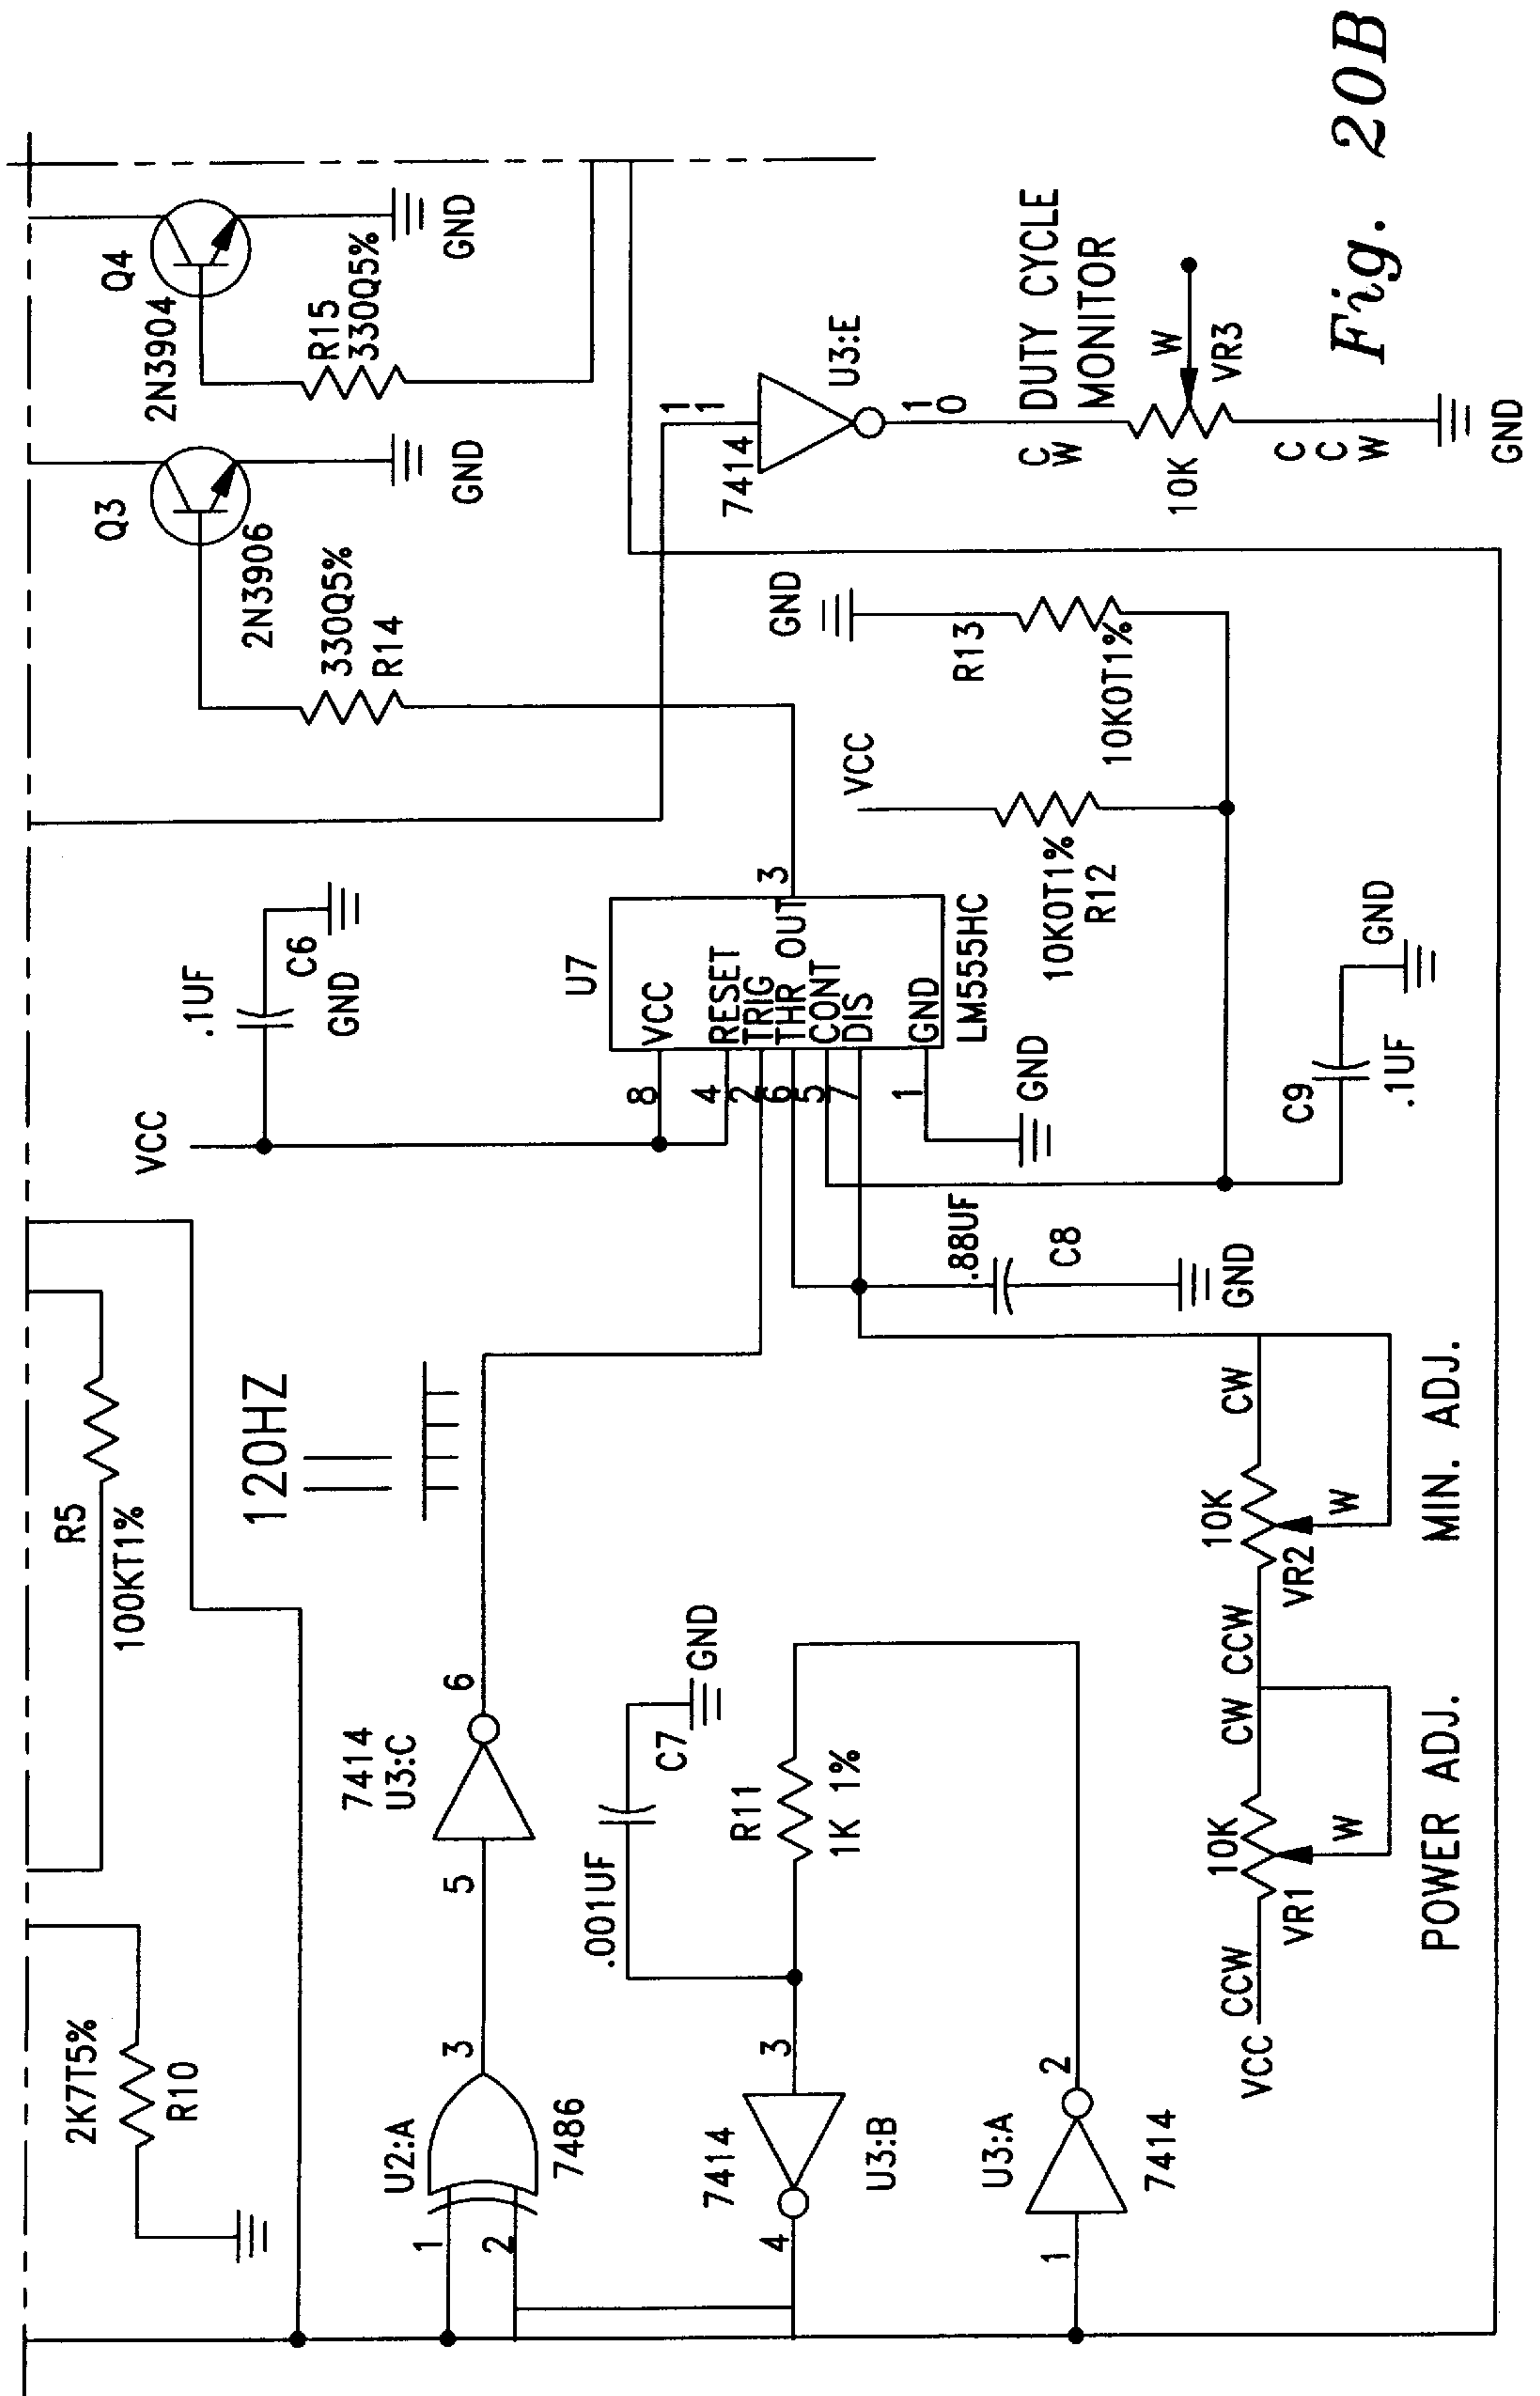 2K7T5%
R10
R5
100KT1%
120HZ
VCC
.1UF
C6
GND
Q3
2N3906
330Q5%
R14
GND
Q4
2N3904
R15
330Q5%
GND
U2:A
1
2
3
7486
7414
U3:C
5
6
.001UF
C7
GND
R11
1K 1%
7414
3
4
U3:B
U3:A
1
2
7414
U7
VCC
RESET
TRIG
THR
OUT
CONT
DIS
GND
LM555HC
8
4
2
6
5
7
1
3
GND
.88UF
C8
GND
VCC
10K0T1%
R12
GND
R13
10K0T1%
C9
.1UF
GND
7414
1
1
U3:E
1
0
DUTY CYCLE
MONITOR
C
W
10K
W
VR3
C
C
W
GND
VCC
CCW
10K
VR1
W
CW
CCW
10K
VR2
W
CW
POWER ADJ.
MIN. ADJ.
Fig. 20B